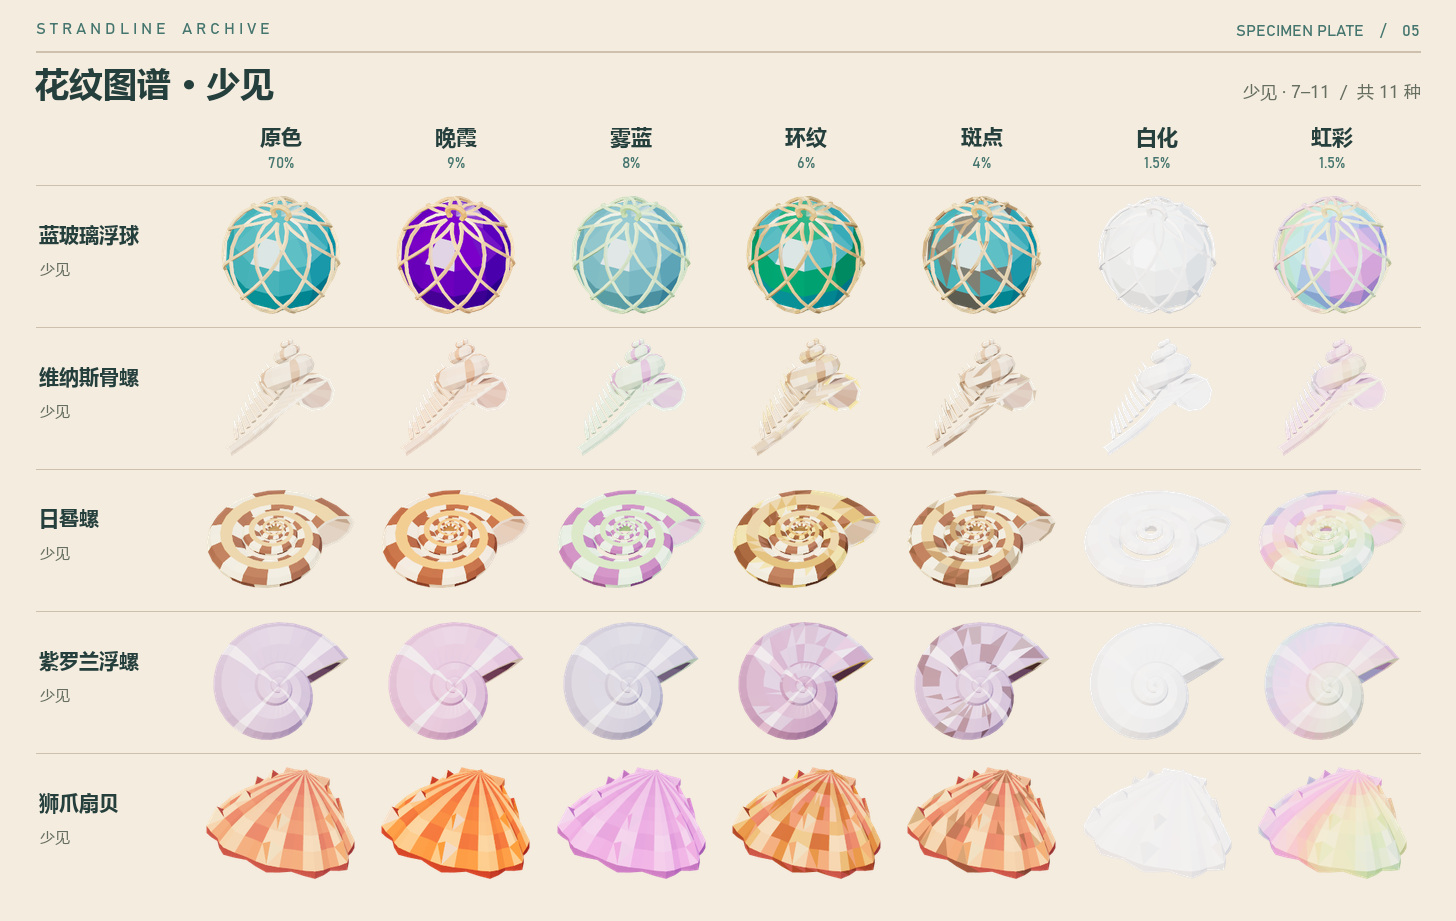 STRANDLINE ARCHIVE
SPECIMEN PLATE / 05
花纹图谱・少见
少见 · 7–11 / 共 11 种
原色 晚霞 雾蓝 环纹 斑点 白化 虹彩
70% 9% 8% 6% 4% 1.5% 1.5%
蓝玻璃浮球
少见
维纳斯骨螺
少见
日晷螺
少见
紫罗兰浮螺
少见
狮爪扇贝
少见